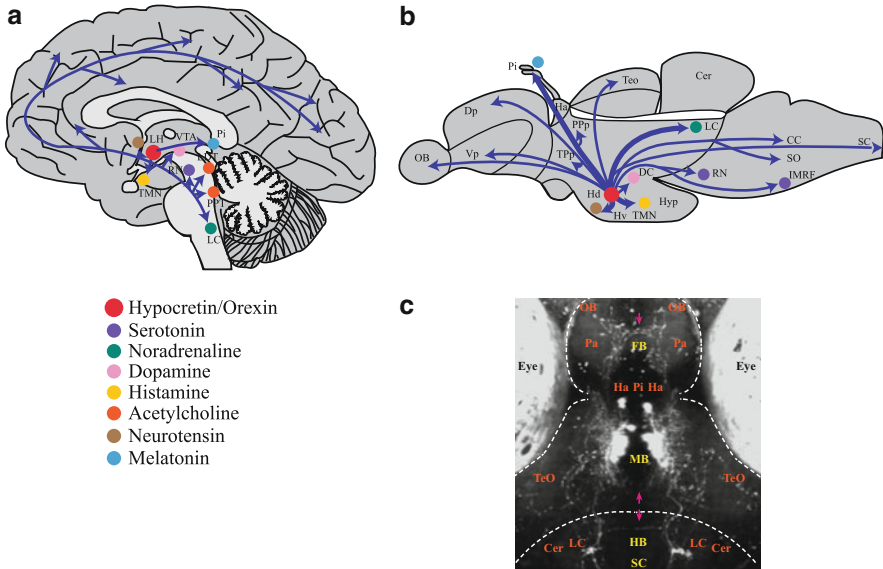 a
LH
VTA
Pi
RN
TMN
PPT
LC
b
Pi
Ha
Teo
Cer
Dp
PPp
LC
OB
Vp
TPp
CC
SC
SO
DC
RN
IMRF
Hd
Hyp
Hv
TMN
Hypocretin/Orexin
Serotonin
Noradrenaline
Dopamine
Histamine
Acetylcholine
Neurotensin
Melatonin
c
OB
OB
Pa
FB
Pa
Eye
Eye
Ha Pi Ha
MB
TeO
TeO
Cer LC
HB
LC Cer
SC